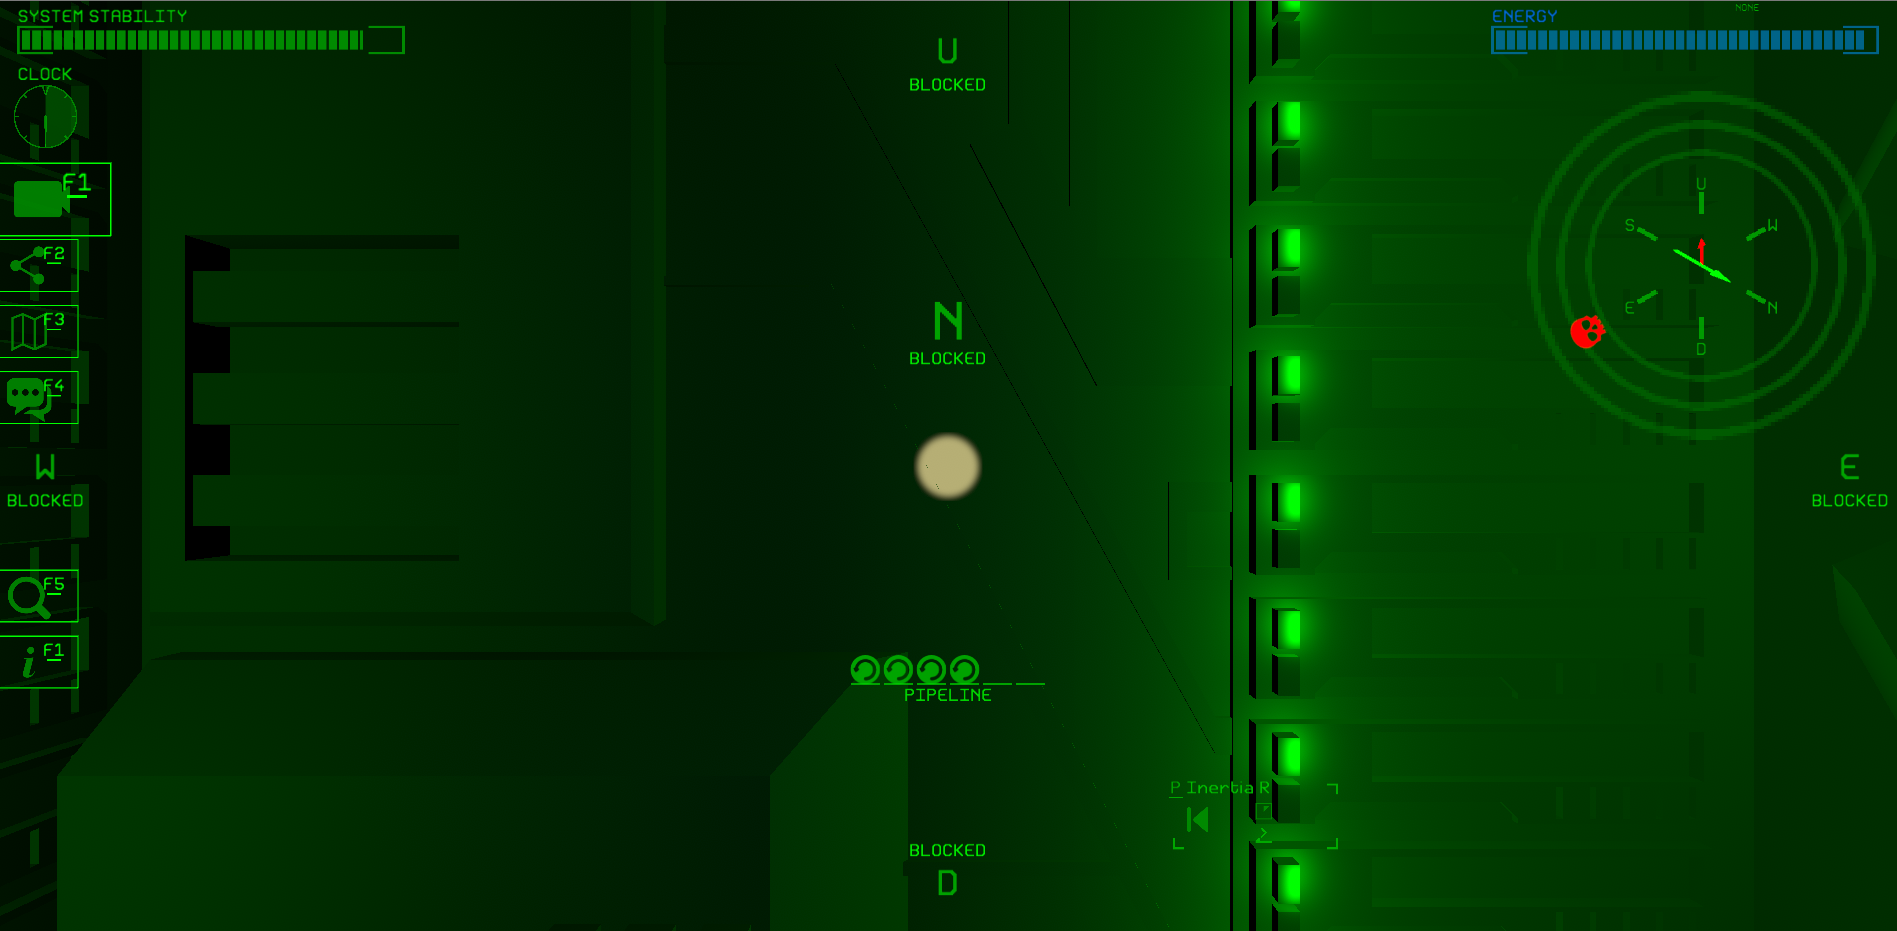 SYSTEM STABILITY
ENERGY
NONE
CLOCK
U
BLOCKED
F1
F2
F3
F4
N
BLOCKED
W
BLOCKED
E
BLOCKED
F5
F1
PIPELINE
P Inertia R
BLOCKED
D
U
S
W
E
N
D